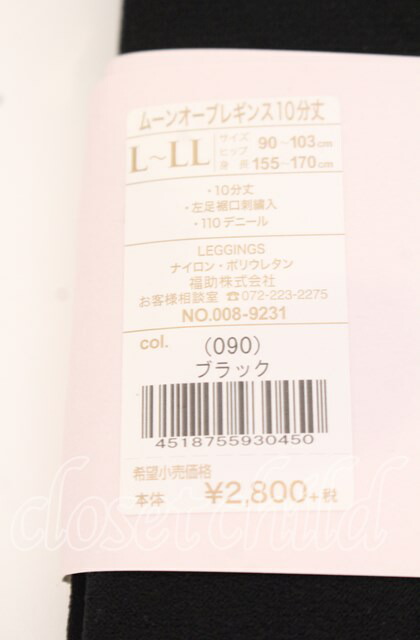 ムーンオーブレギンス10分丈
L~LL
サイズ
ヒップ 90~103cm
身長 155~170cm
・10分丈
・左足裾口刺繍入
・110デニール
LEGGINGS
ナイロン・ポリウレタン
福助株式会社
お客様相談室 ☎072-223-2275
NO.008-9231
col. (090)
ブラック
4518755930450
希望小売価格
本体 ¥2,800+税
closet child